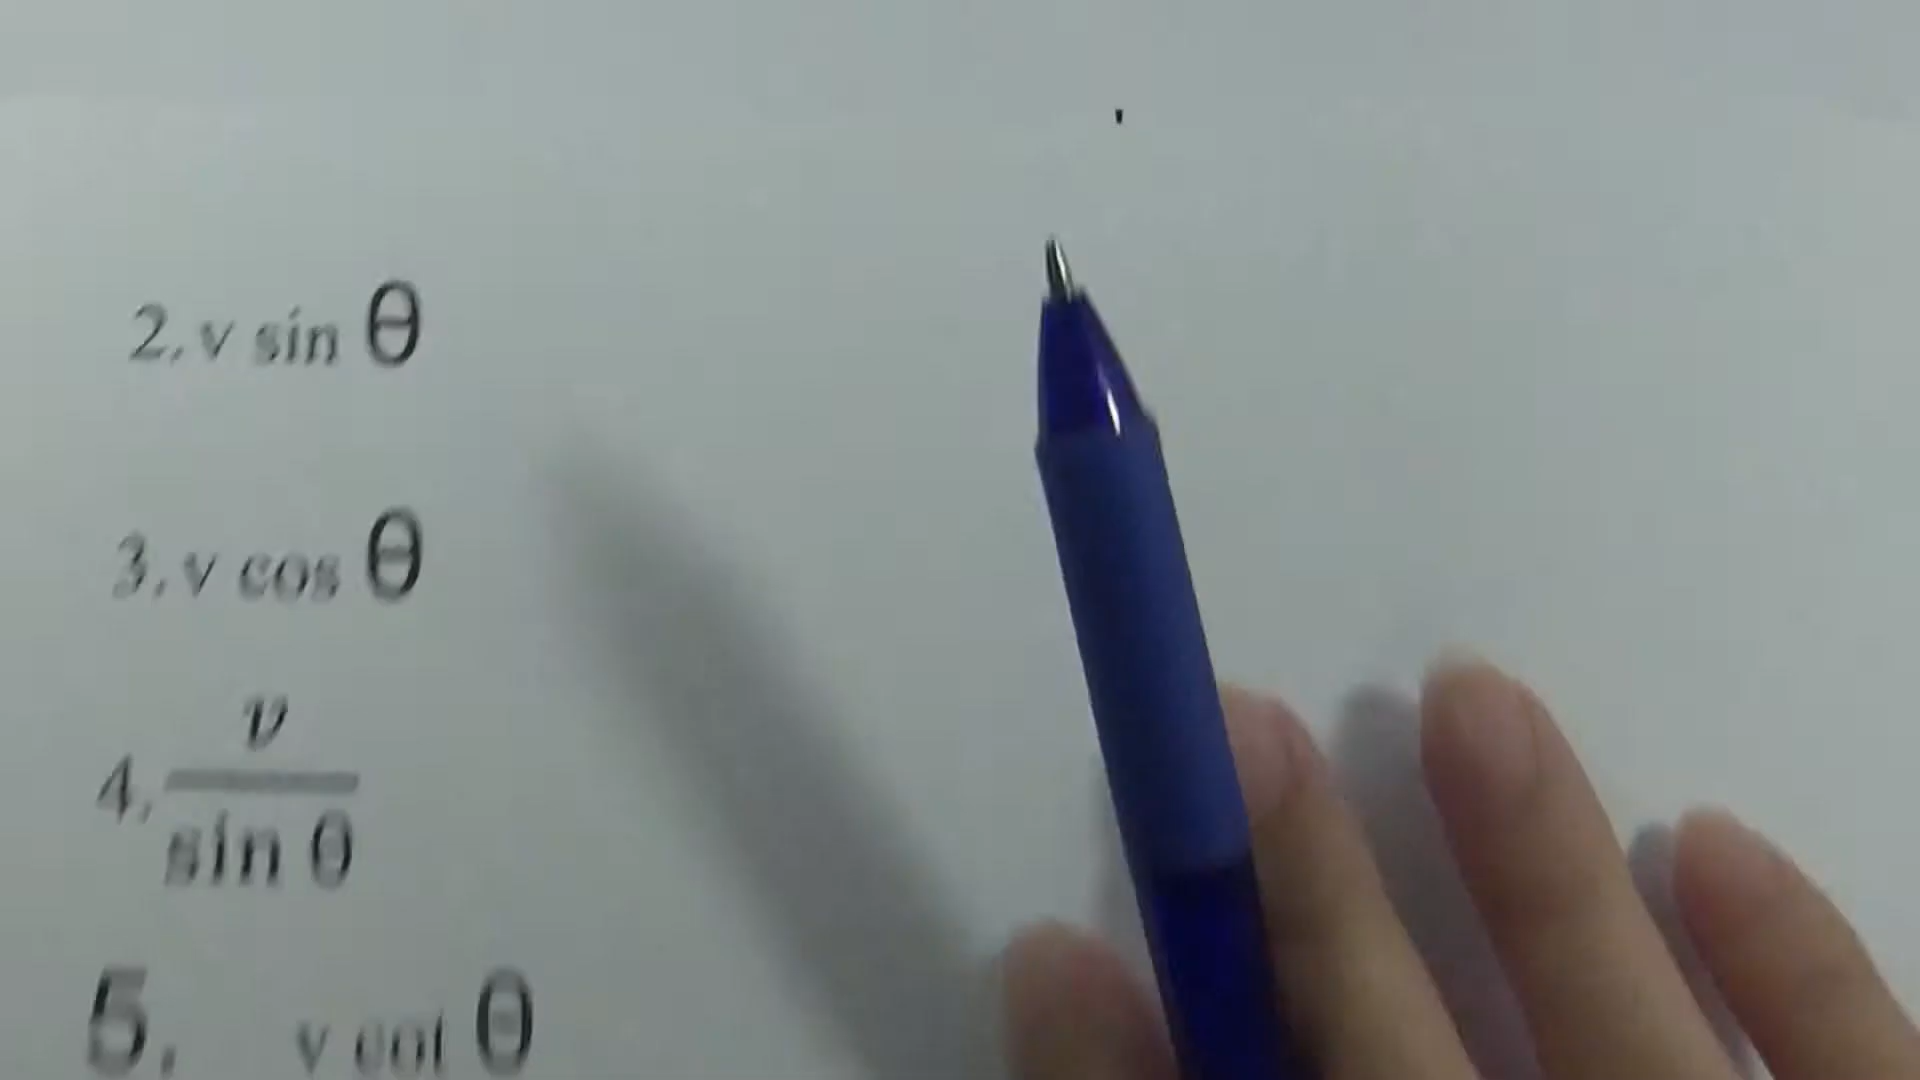 2. v sin θ
3. v cos θ
4. v
sin θ
5. v cot θ